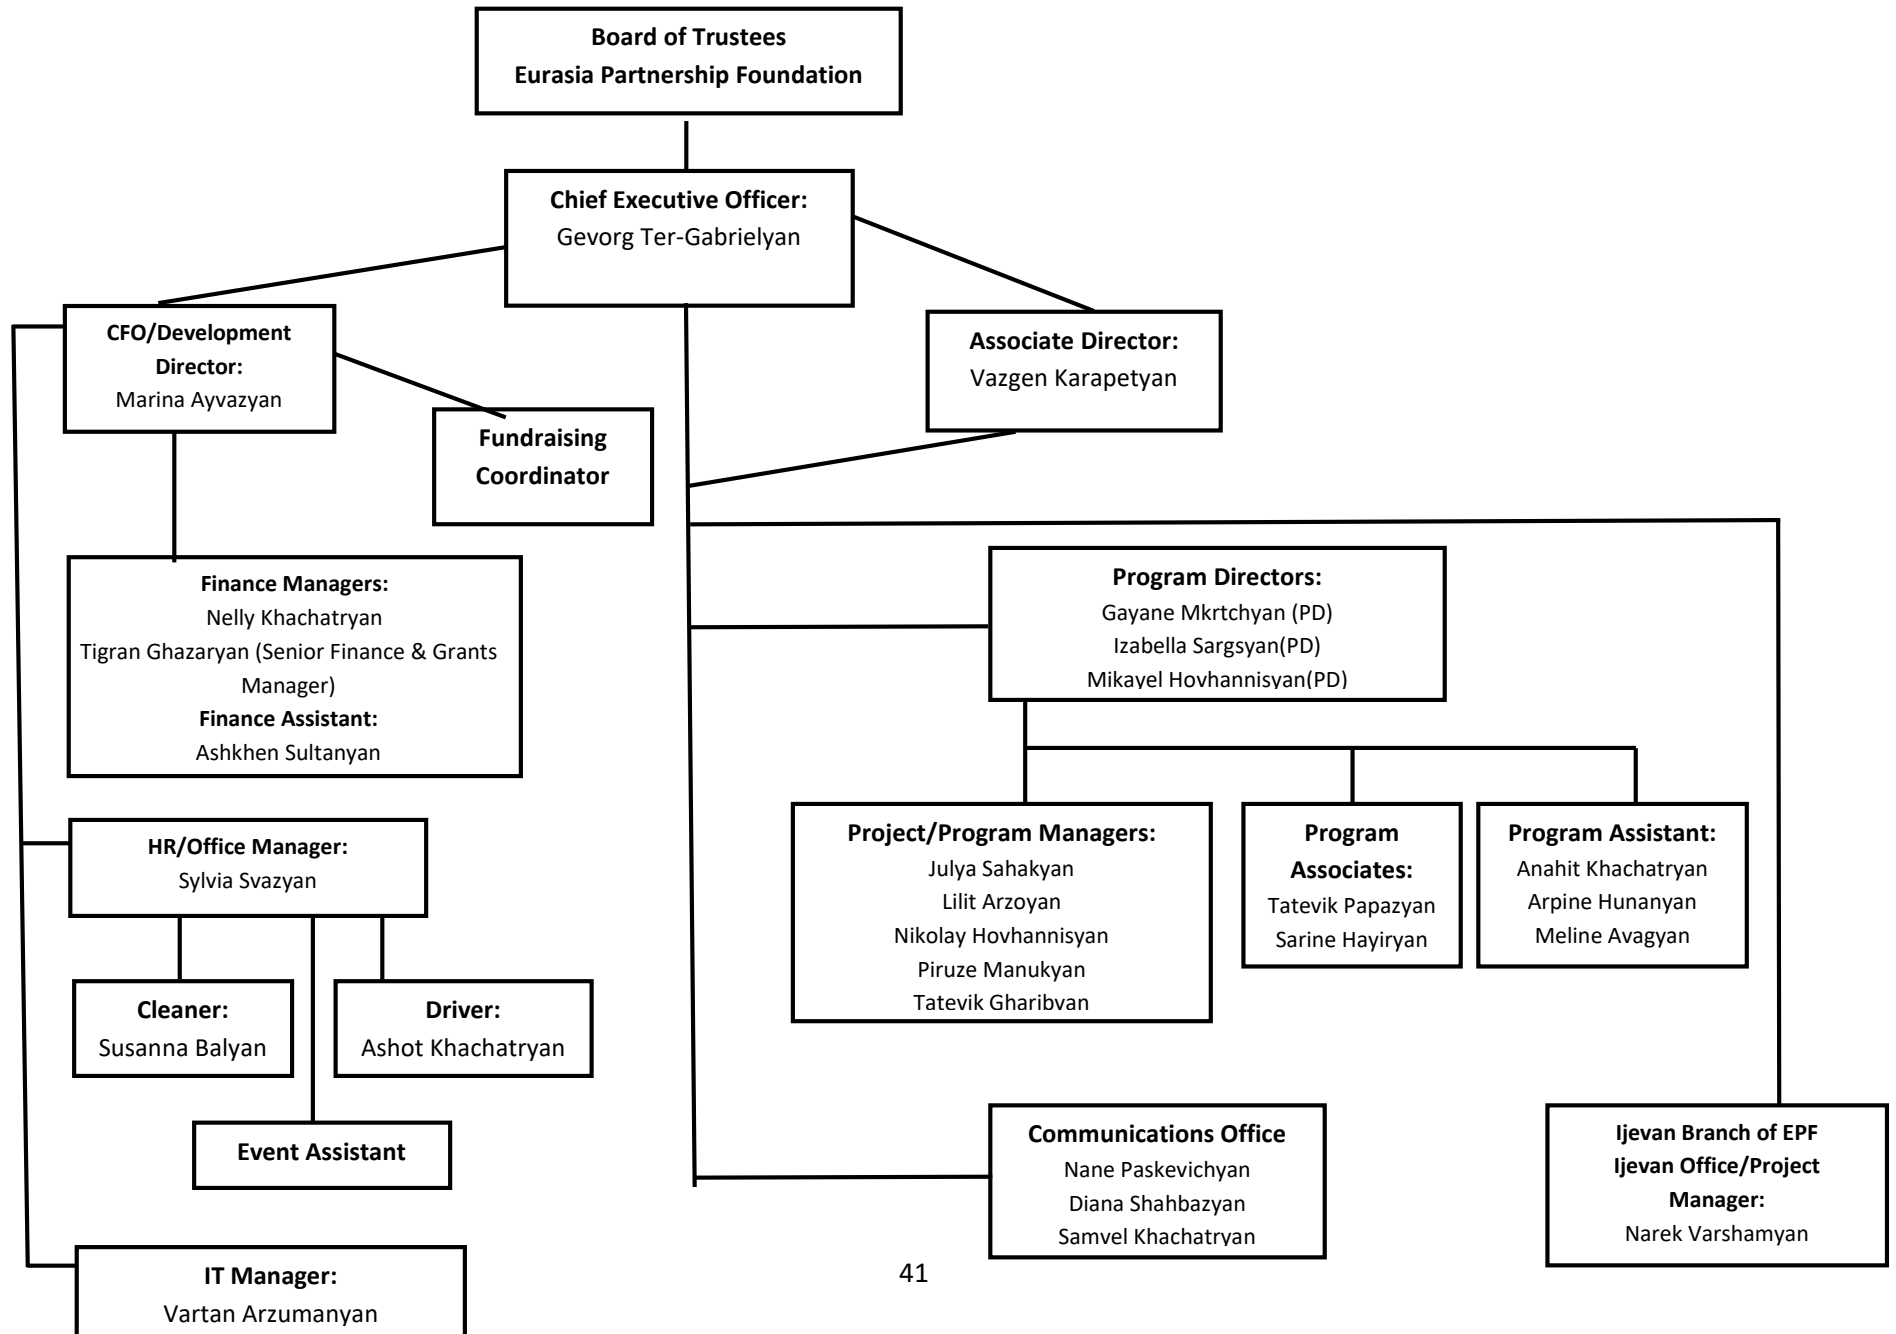 Board of Trustees
Eurasia Partnership Foundation
Chief Executive Officer:
Gevorg Ter-Gabrielyan
CFO/Development
Director:
Marina Ayvazyan
Associate Director:
Vazgen Karapetyan
Fundraising
Coordinator
Finance Managers:
Nelly Khachatryan
Tigran Ghazaryan (Senior Finance & Grants
Manager)
Finance Assistant:
Ashkhen Sultanyan
Program Directors:
Gayane Mkrtchyan (PD)
Izabella Sargsyan(PD)
Mikayel Hovhannisyan(PD)
HR/Office Manager:
Sylvia Svazyan
Project/Program Managers:
Julya Sahakyan
Lilit Arzoyan
Nikolay Hovhannisyan
Piruze Manukyan
Tatevik Gharibyan
Program
Associates:
Tatevik Papazyan
Sarine Hayiryan
Program Assistant:
Anahit Khachatryan
Arpine Hunanyan
Meline Avagyan
Cleaner:
Susanna Balyan
Driver:
Ashot Khachatryan
Event Assistant
Communications Office
Nane Paskevichyan
Diana Shahbazyan
Samvel Khachatryan
Ijevan Branch of EPF
Ijevan Office/Project
Manager:
Narek Varshamyan
IT Manager:
Vartan Arzumanyan
41